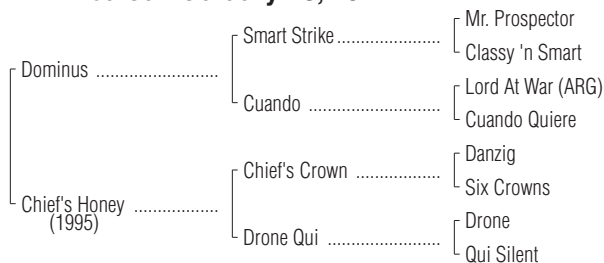 Mr. Prospector
Smart Strike ........................
Classy 'n Smart
Dominus ............................
Lord At War (ARG)
Cuando ..............................
Cuando Quiere
Danzig
Chief's Crown .................
Six Crowns
Chief's Honey ...................
(1995)
Drone
Drone Qui ......................
Qui Silent